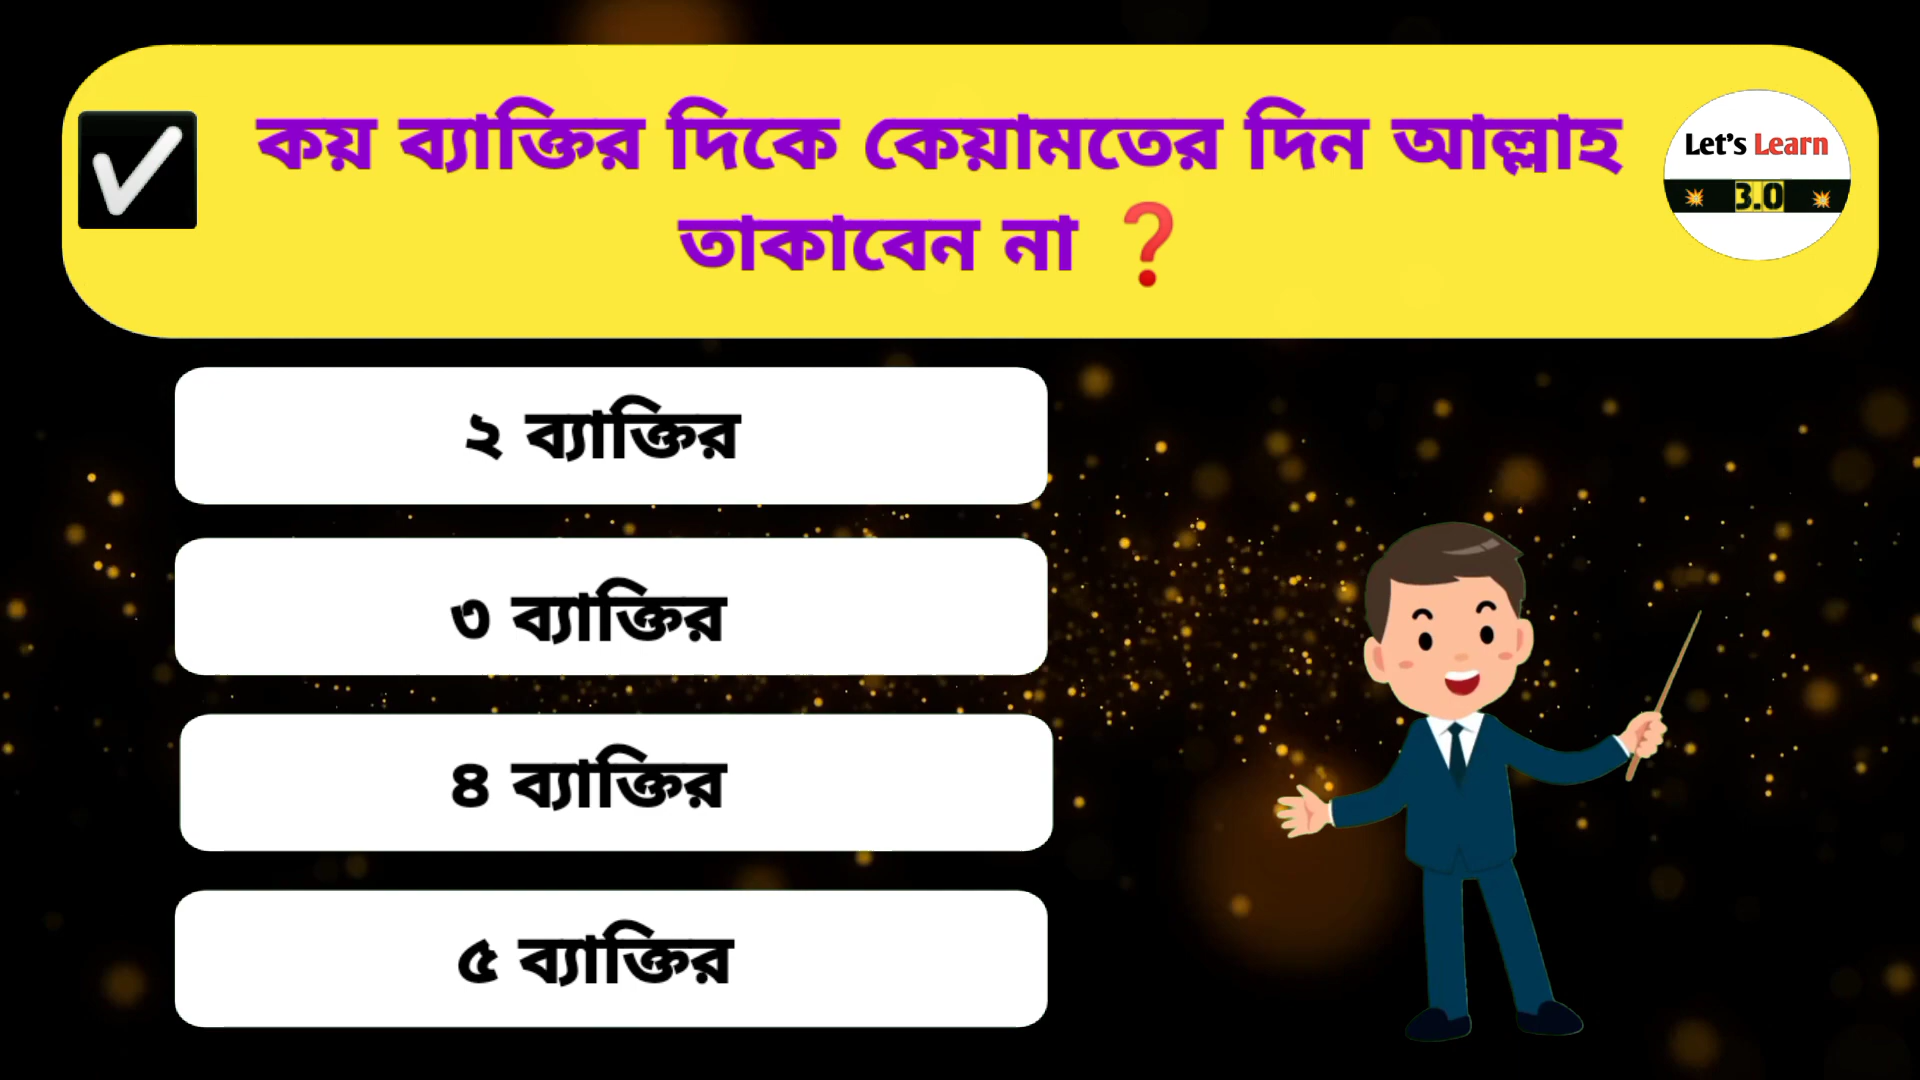 কয় ব্যাক্তির দিকে কেয়ামতের দিন আল্লাহ
তাকাবেন না ❓
Let's Learn
3.0
২ ব্যাক্তির
৩ ব্যাক্তির
৪ ব্যাক্তির
৫ ব্যাক্তির